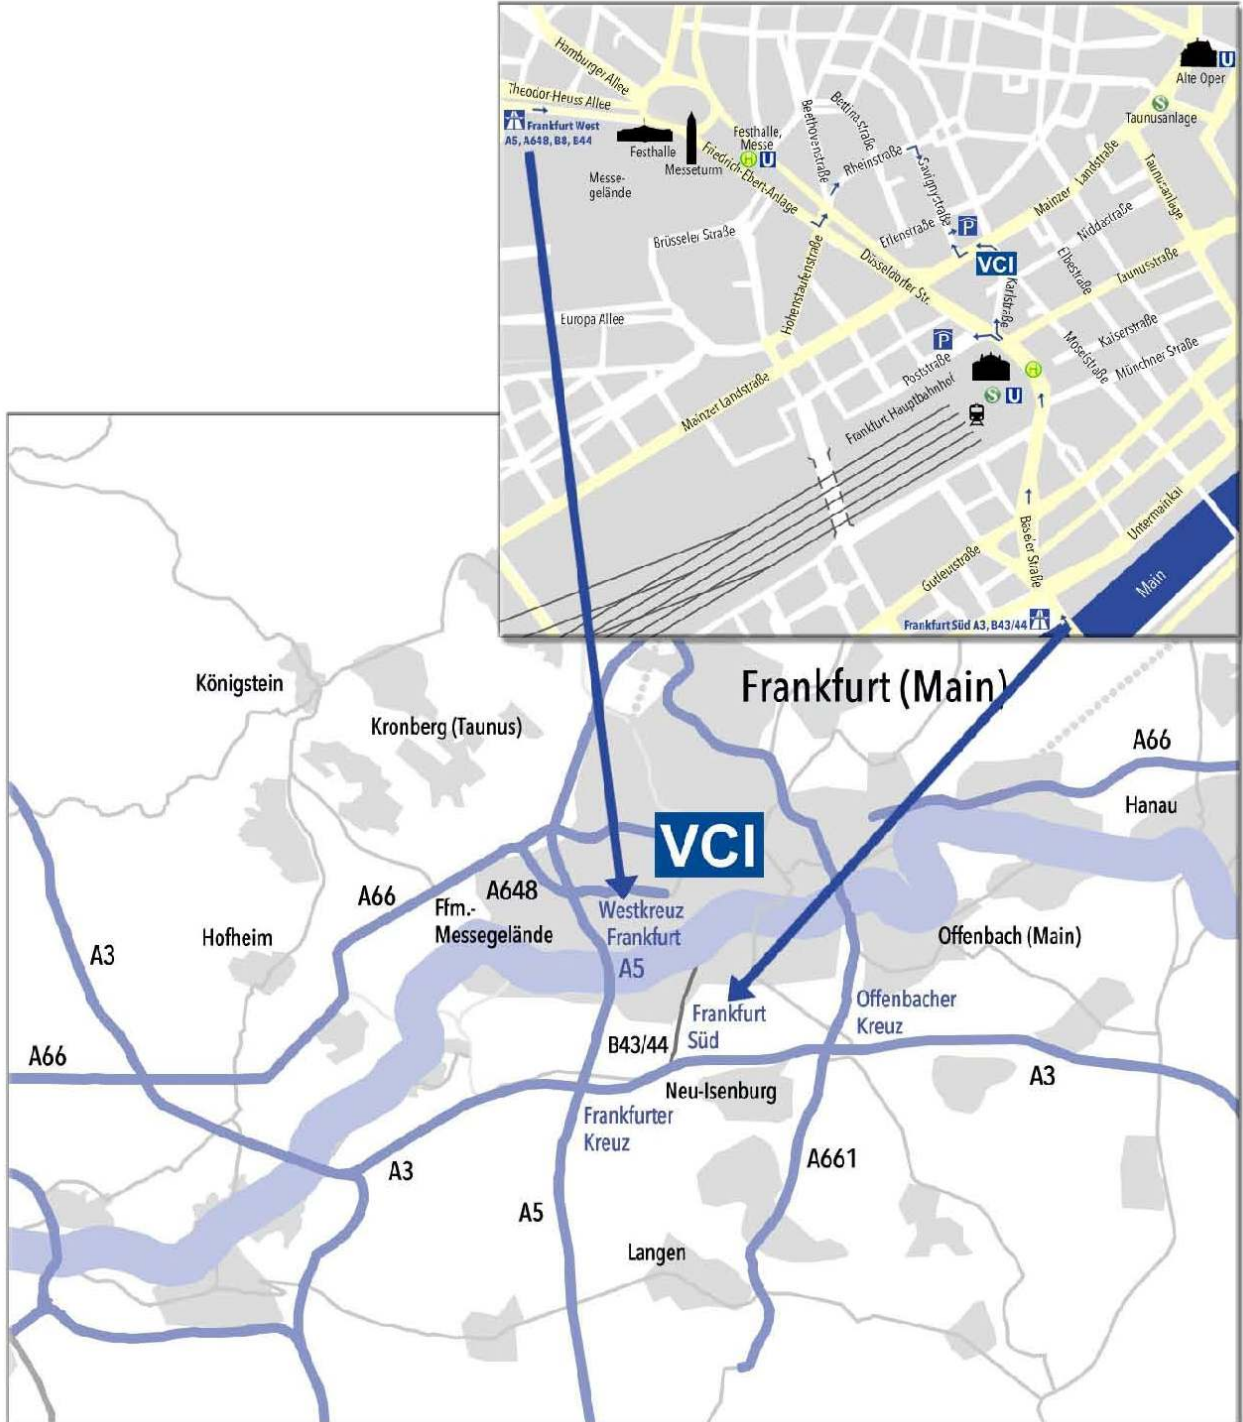 Hamburger Allee
Theodor-Heuss Allee
Frankfurt West
A5, A648, B8, B44
Festhalle
Messeturm
Messe-
gelände
Festhalle,
Messe
H
U
Friedrich-Ebert-Anlage
Beethovenstraße
Bettinastraße
Rheinstraße
Savignystraße
Alte Oper
U
S
Taunusanlage
Mainzer Landstraße
Taunusanlage
Brüsseler Straße
Erlenstraße
P
Niddastraße
VCI
Elbestraße
Taunusstraße
Düsseldorfer Str.
Hohenstaufenstraße
Karlstraße
Europa Allee
P
Kaiserstraße
Moselstraße
Münchner Straße
Poststraße
H
Mainzer Landstraße
Frankfurt Hauptbahnhof
S
U
Untermainkai
Baseler Straße
Gutleutstraße
Main
Frankfurt Süd A3, B43/44
Frankfurt (Main)
Königstein
Kronberg (Taunus)
A66
Hanau
VCI
A66
A648
Ffm.-
Messegelände
Westkreuz
Frankfurt
A5
Hofheim
A3
Offenbach (Main)
Offenbacher
Kreuz
Frankfurt
Süd
B43/44
A66
Neu-Isenburg
A3
Frankfurter
Kreuz
A3
A661
A5
Langen